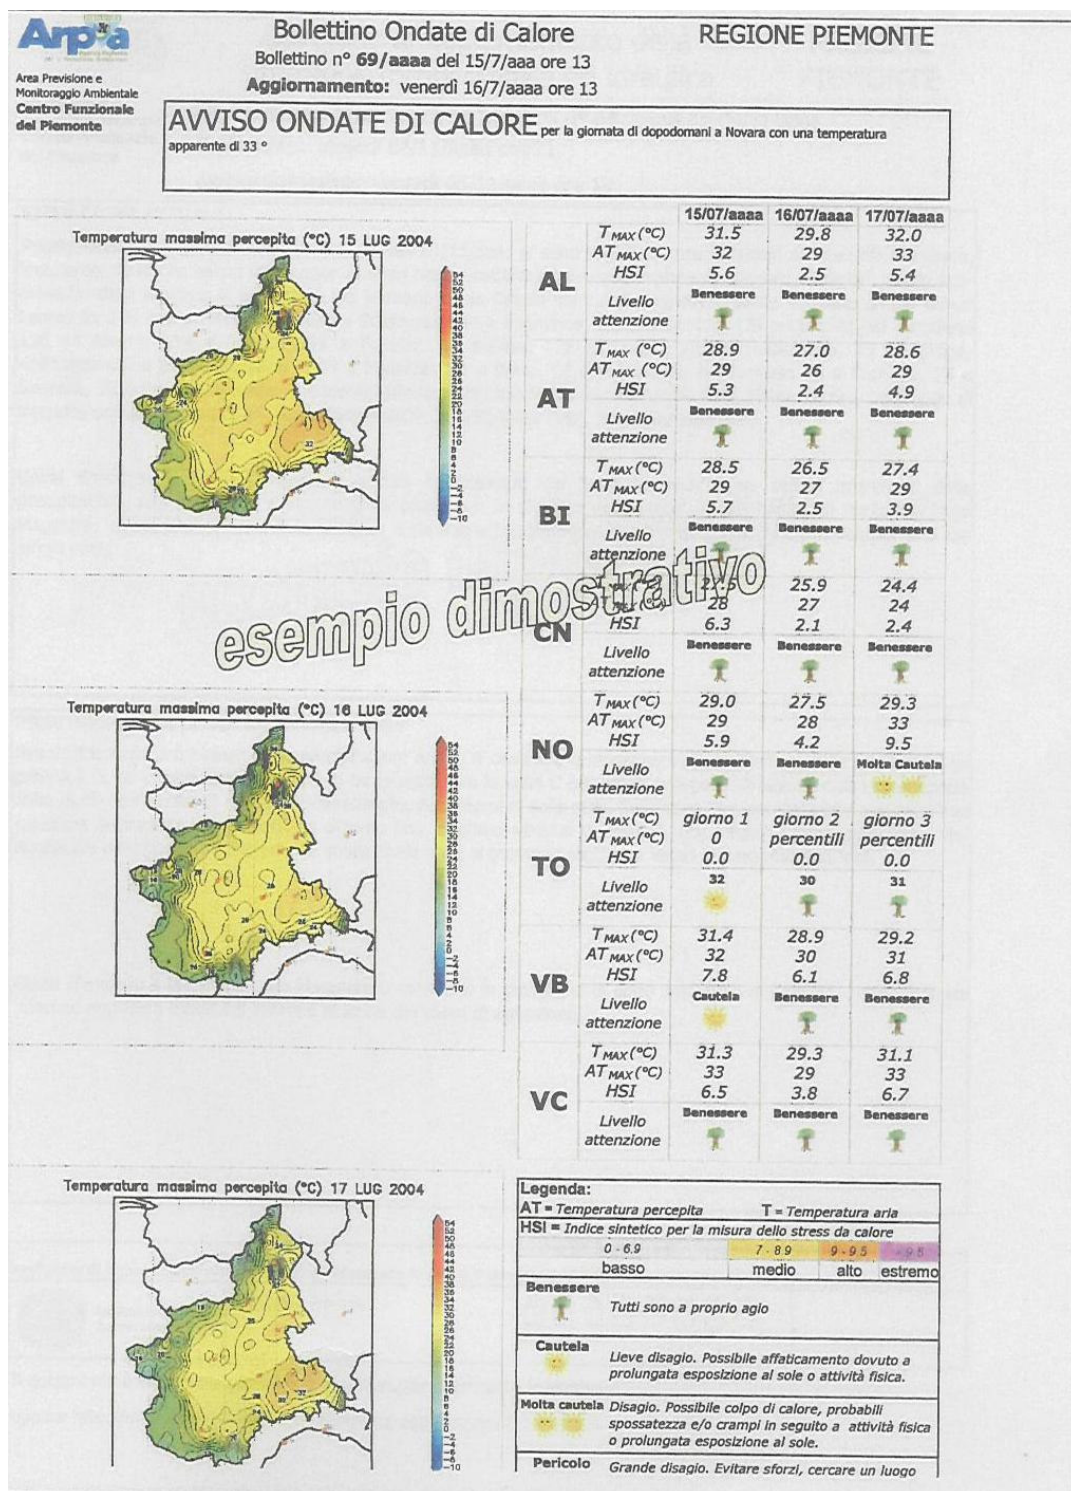 Arpa
Area Previsione e
Monitoraggio Ambientale
Centro Funzionale
del Piemonte
Bollettino Ondate di Calore
Bollettino n° 69/aaaa del 15/7/aaa ore 13
Aggiornamento: venerdì 16/7/aaaa ore 13
REGIONE PIEMONTE
AVVISO ONDATE DI CALORE per la giornata di dopodomani a Novara con una temperatura
apparente di 33 °
Temperatura massima percepita (°C) 15 LUG 2004
Temperatura massima percepita (°C) 16 LUG 2004
Temperatura massima percepita (°C) 17 LUG 2004
esempio dimostrativo
15/07/aaaa 16/07/aaaa 17/07/aaaa
AL
T MAX (°C) 31.5 29.8 32.0
AT MAX (°C) 32 29 33
HSI 5.6 2.5 5.4
Livello attenzione Benessere Benessere Benessere
AT
T MAX (°C) 28.9 27.0 28.6
AT MAX (°C) 29 26 29
HSI 5.3 2.4 4.9
Livello attenzione Benessere Benessere Benessere
BI
T MAX (°C) 28.5 26.5 27.4
AT MAX (°C) 29 27 29
HSI 5.7 2.5 3.9
Livello attenzione Benessere Benessere Benessere
CN
25.9 24.4
28 27 24
HSI 6.3 2.1 2.4
Livello attenzione Benessere Benessere Benessere
NO
T MAX (°C) 29.0 27.5 29.3
AT MAX (°C) 29 28 33
HSI 5.9 4.2 9.5
Livello attenzione Benessere Benessere Molta Cautela
TO
T MAX (°C) giorno 1 giorno 2 giorno 3
AT MAX (°C) 0 percentili percentili
HSI 0.0 0.0 0.0
Livello attenzione 32 30 31
VB
T MAX (°C) 31.4 28.9 29.2
AT MAX (°C) 32 30 31
HSI 7.8 6.1 6.8
Livello attenzione Cautela Benessere Benessere
VC
T MAX (°C) 31.3 29.3 31.1
AT MAX (°C) 33 29 33
HSI 6.5 3.8 6.7
Livello attenzione Benessere Benessere Benessere
Legenda:
AT = Temperatura percepita T = Temperatura aria
HSI = Indice sintetico per la misura dello stress da calore
0 - 6.9 7 - 8.9 9 - 9.5
basso medio alto estremo
Benessere
Tutti sono a proprio agio
Cautela
Lieve disagio. Possibile affaticamento dovuto a
prolungata esposizione al sole o attività fisica.
Molta cautela Disagio. Possibile colpo di calore, probabili
spossatezza e/o crampi in seguito a attività fisica
o prolungata esposizione al sole.
Pericolo Grande disagio. Evitare sforzi, cercare un luogo